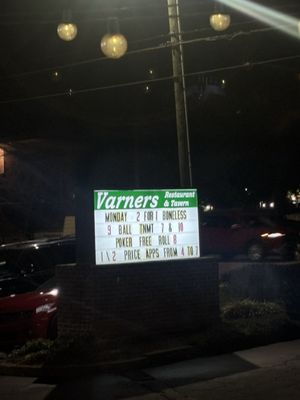 Varners Restaurant & Tavern
MONDAY 2 FOR 1 BONELESS
9 BALL TNMT 7 & 10
POKER FREE ROLL 8
1\2 PRICE APPS FROM 4 TO 7